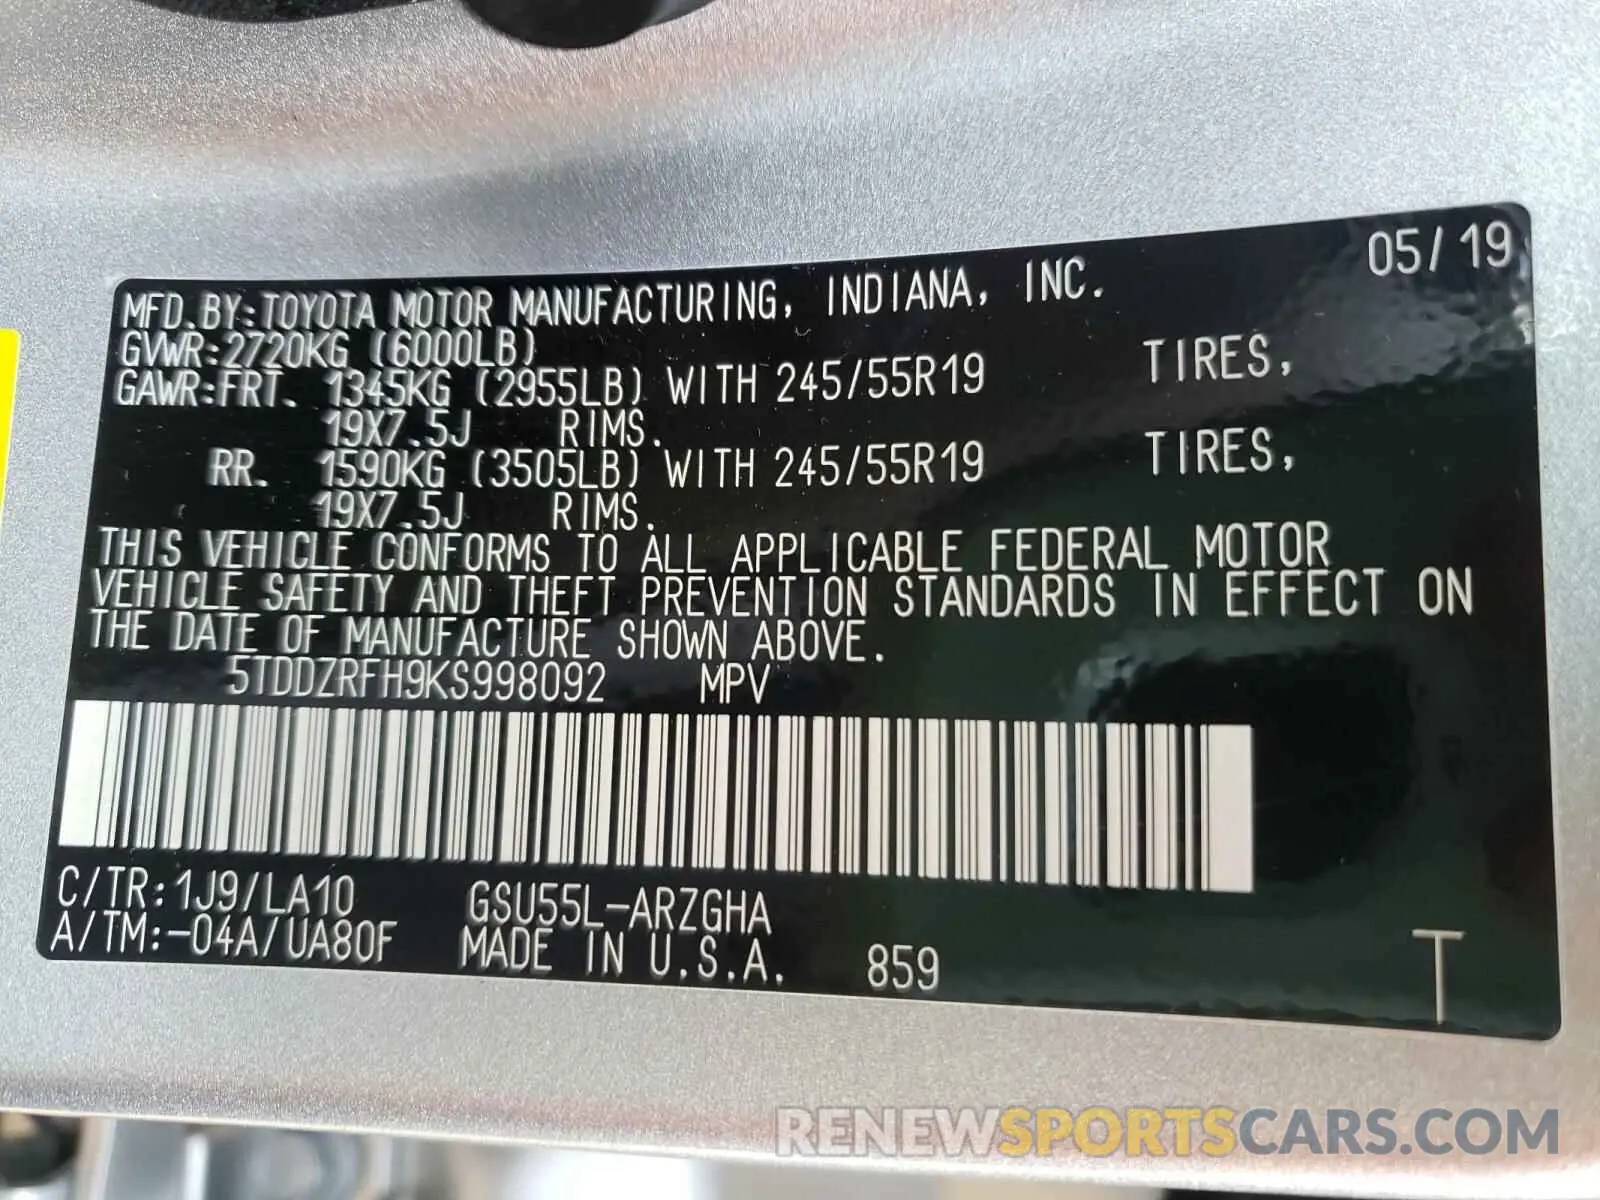 05/19
MFD.BY:TOYOTA MOTOR MANUFACTURING, INDIANA, INC.
GVWR:2720KG (6000LB)
GAWR:FRT. 1345KG (2955LB) WITH 245/55R19 TIRES,
19X7.5J RIMS.
RR. 1590KG (3505LB) WITH 245/55R19 TIRES,
19X7.5J RIMS.
THIS VEHICLE CONFORMS TO ALL APPLICABLE FEDERAL MOTOR
VEHICLE SAFETY AND THEFT PREVENTION STANDARDS IN EFFECT ON
THE DATE OF MANUFACTURE SHOWN ABOVE.
5TDDZRFH9KS998092 MPV
C/TR:1J9/LA10 GSU55L-ARZGHA
A/TM:-04A/UA80F MADE IN U.S.A. 859 T
RENEWSPORTSCARS.COM